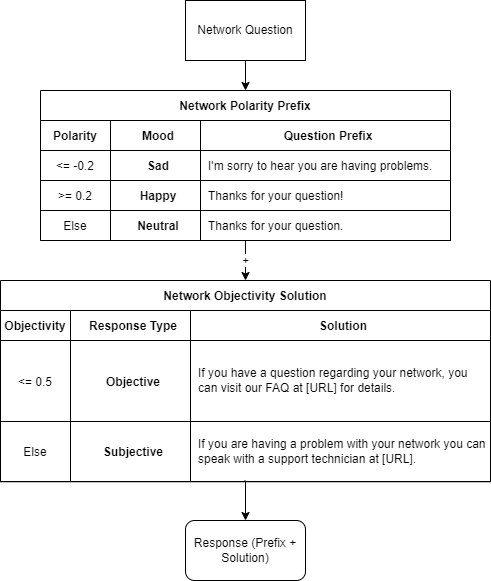 Network Question
Network Polarity Prefix
Polarity Mood Question Prefix
<= -0.2 Sad I'm sorry to hear you are having problems.
>= 0.2 Happy Thanks for your question!
Else Neutral Thanks for your question.
+
Network Objectivity Solution
Objectivity Response Type Solution
<= 0.5 Objective If you have a question regarding your network, you
can visit our FAQ at [URL] for details.
Else Subjective If you are having a problem with your network you can
speak with a support technician at [URL].
Response (Prefix +
Solution)